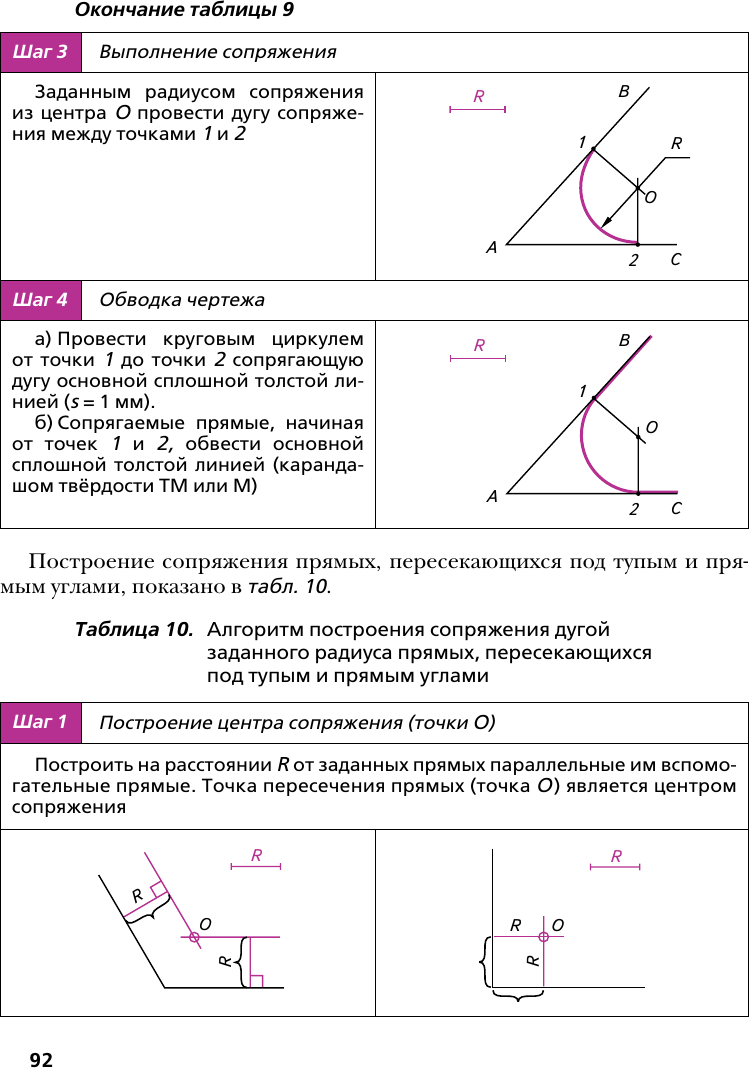 Окончание таблицы 9
Шаг 3 Выполнение сопряжения
Заданным радиусом сопряжения
из центра O провести дугу сопряже-
ния между точками 1 и 2
R
B
1
R
O
A
2
C
Шаг 4 Обводка чертежа
а) Провести круговым циркулем
от точки 1 до точки 2 сопрягающую
дугу основной сплошной толстой ли-
нией (s = 1 мм).
б) Сопрягаемые прямые, начиная
от точек 1 и 2, обвести основной
сплошной толстой линией (каранда-
шом твёрдости ТМ или М)
R
B
1
O
A
2
C
Построение сопряжения прямых, пересекающихся под тупым и пря-
мым углами, показано в табл. 10.
Таблица 10. Алгоритм построения сопряжения дугой
заданного радиуса прямых, пересекающихся
под тупым и прямым углами
Шаг 1 Построение центра сопряжения (точки О)
Построить на расстоянии R от заданных прямых параллельные им вспомо-
гательные прямые. Точка пересечения прямых (точка O) является центром
сопряжения
R
R
O
R
R
R
O
R
92